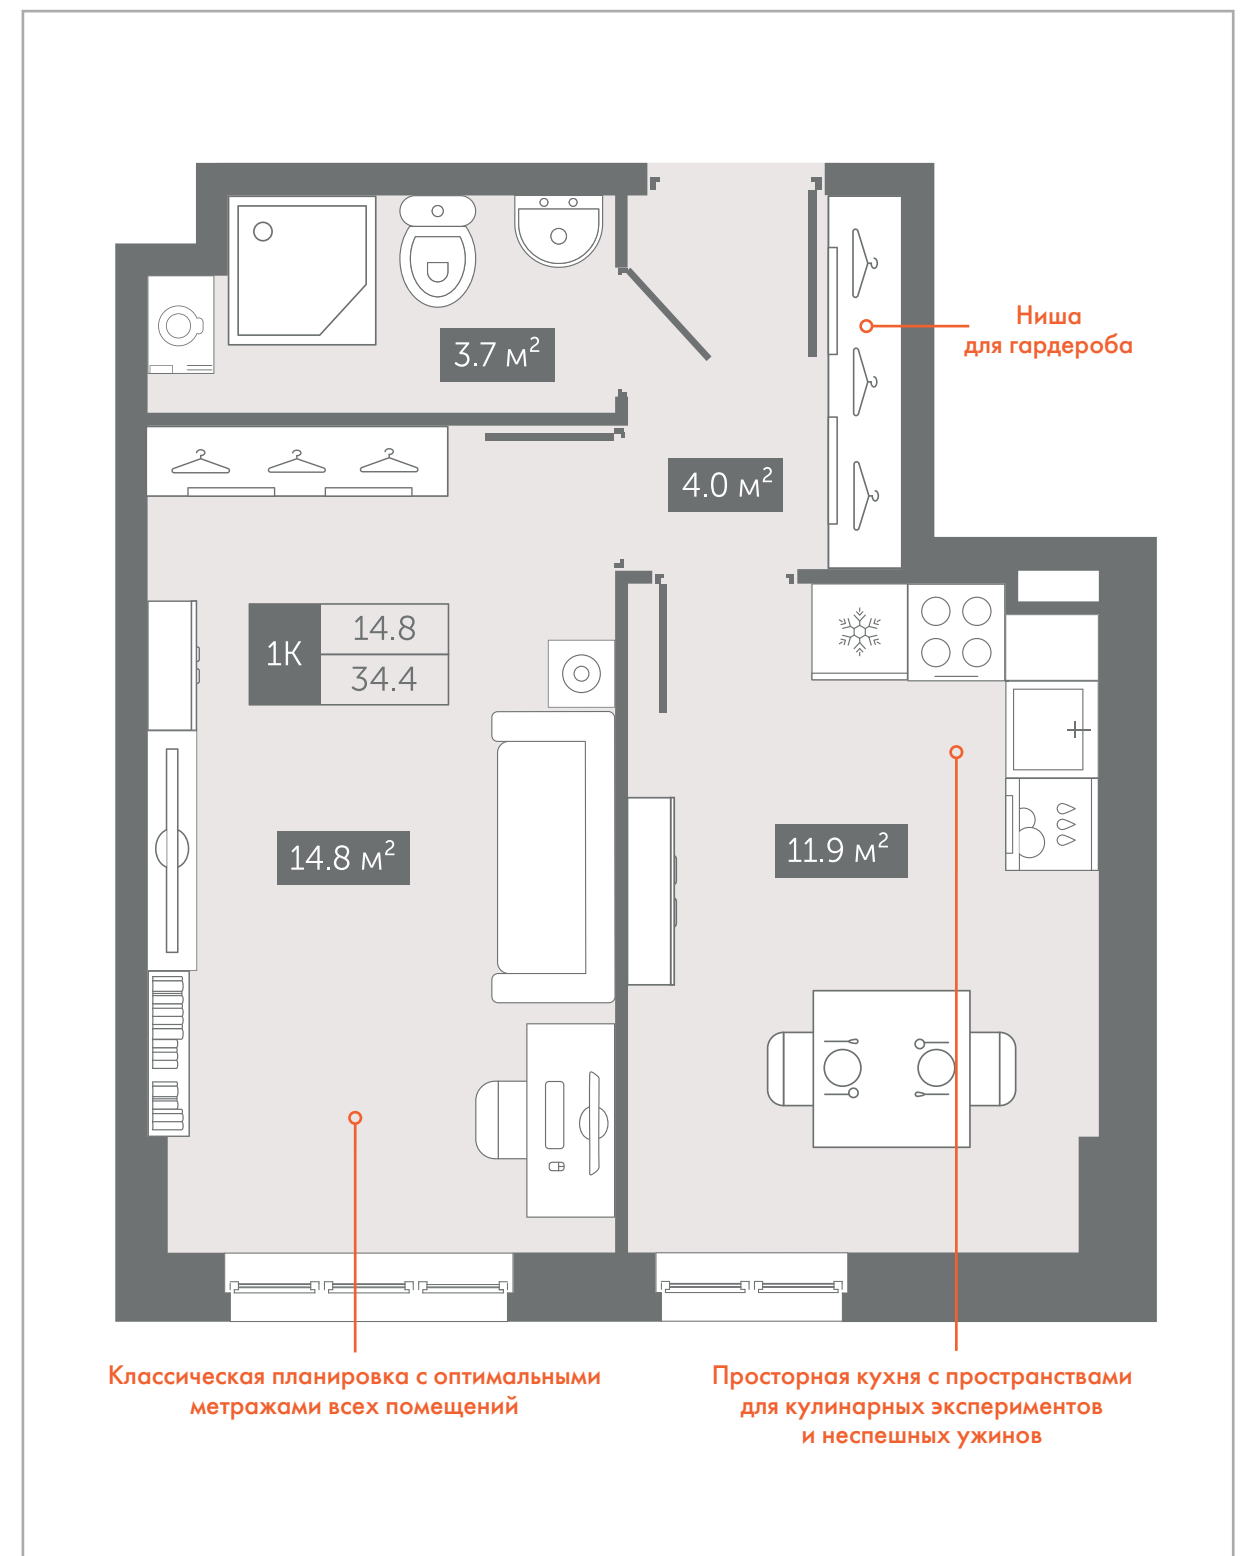 Ниша
для гардероба
3.7 м²
4.0 м²
1К
14.8
34.4
14.8 м²
11.9 м²
Классическая планировка с оптимальными
метражами всех помещений
Просторная кухня с пространствами
для кулинарных экспериментов
и неспешных ужинов